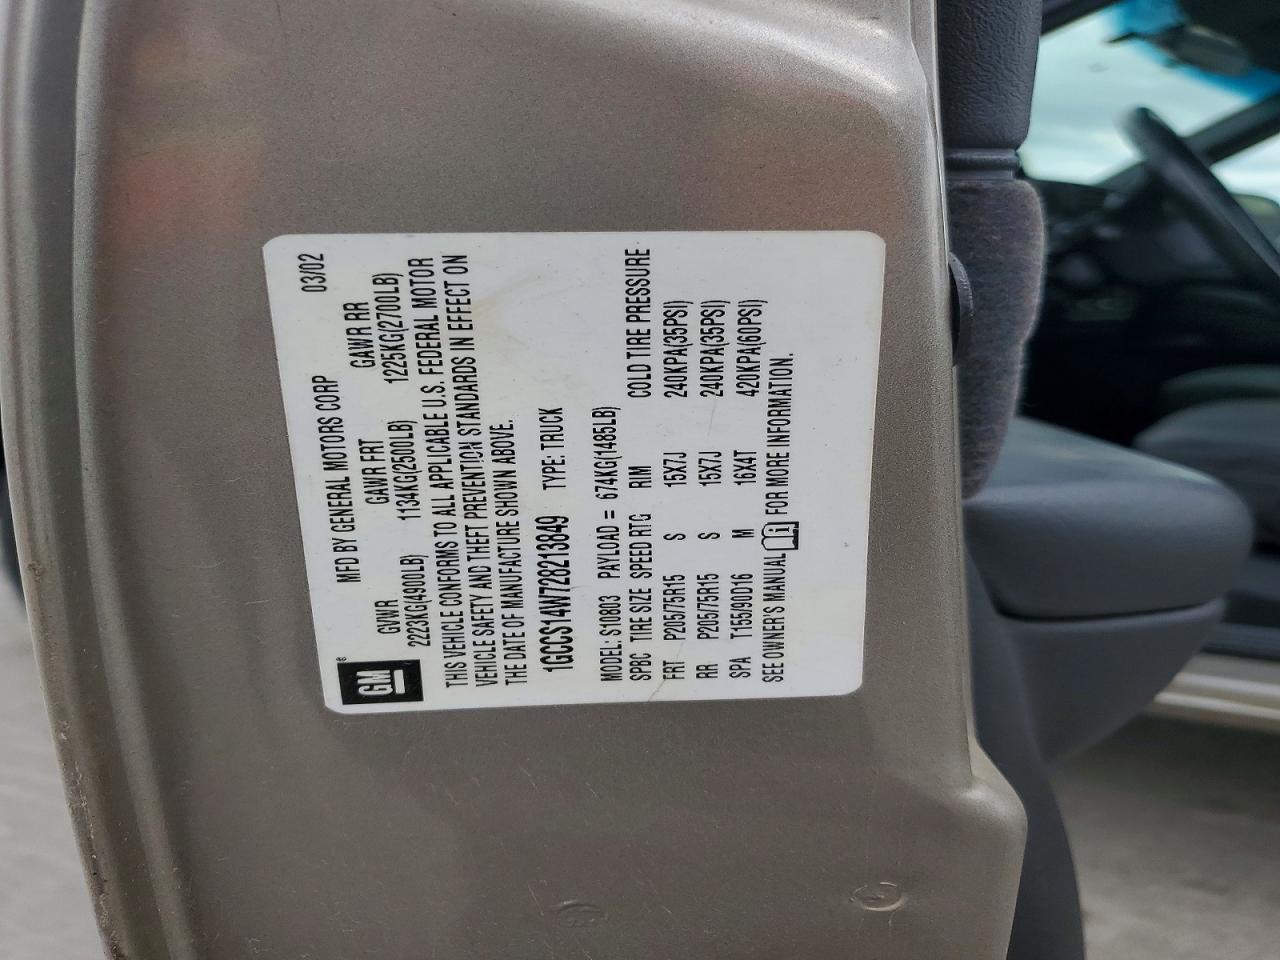 MFD BY GENERAL MOTORS CORP 03/02
GM®
GVWR GAWR FRT GAWR RR
2223KG(4900LB) 1134KG(2500LB) 1225KG(2700LB)
THIS VEHICLE CONFORMS TO ALL APPLICABLE U.S. FEDERAL MOTOR
VEHICLE SAFETY AND THEFT PREVENTION STANDARDS IN EFFECT ON
THE DATE OF MANUFACTURE SHOWN ABOVE.
1GCCS14W728213849 TYPE: TRUCK
MODEL: S10803 PAYLOAD = 674KG(1485LB)
SPBC TIRE SIZE SPEED RTG RIM COLD TIRE PRESSURE
FRT P205/75R15 S 15X7J 240KPA(35PSI)
RR P205/75R15 S 15X7J 240KPA(35PSI)
SPA T155/90D16 M 16X4T 420KPA(60PSI)
SEE OWNER'S MANUAL FOR MORE INFORMATION.